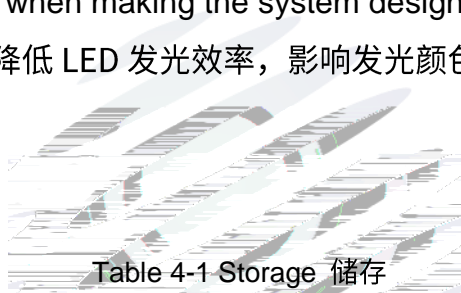 when making the system design
降低 LED 发光效率，影响发光颜色
Table 4-1 Storage 储存